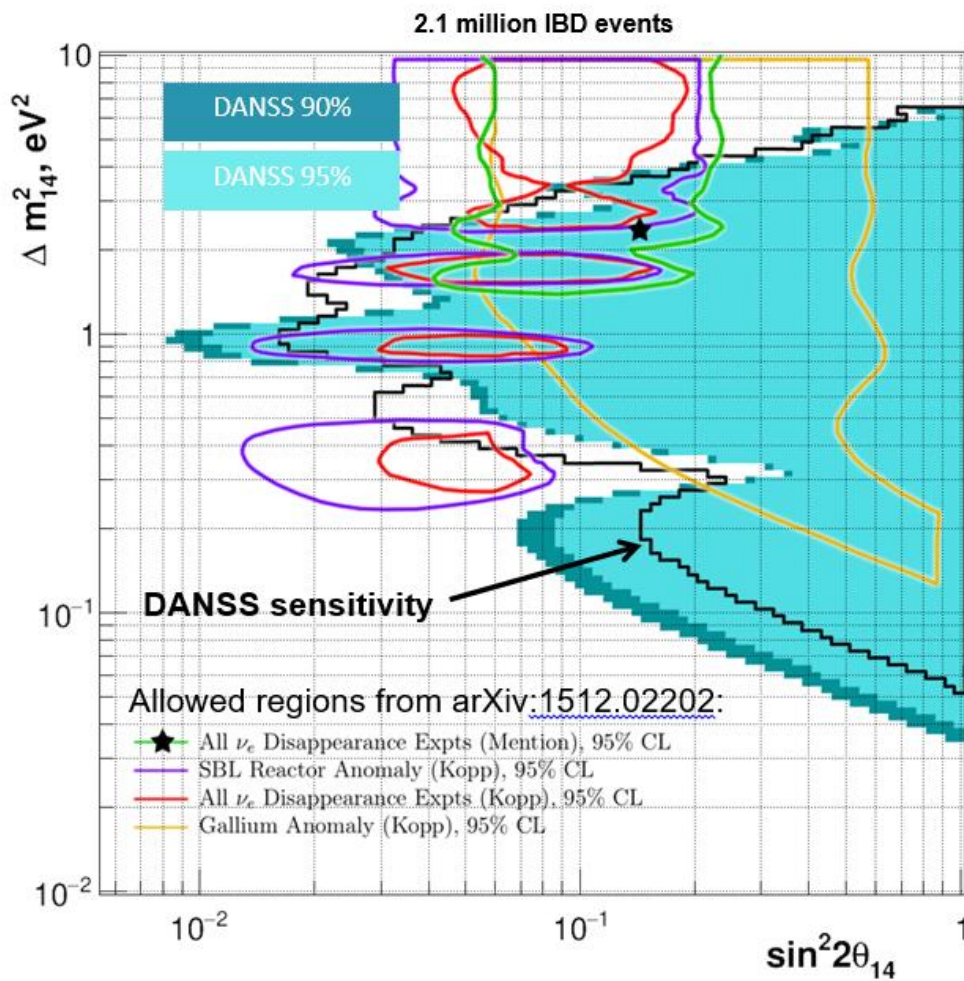 2.1 million IBD events
10
1
10⁻¹
10⁻²
Δ m²₁₄, eV²
DANSS 90%
DANSS 95%
DANSS sensitivity
Allowed regions from arXiv:1512.02202:
All νₑ Disappearance Expts (Mention), 95% CL
SBL Reactor Anomaly (Kopp), 95% CL
All νₑ Disappearance Expts (Kopp), 95% CL
Gallium Anomaly (Kopp), 95% CL
10⁻² 10⁻¹ 1
sin²2θ₁₄